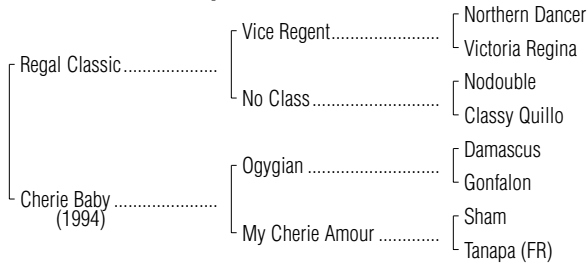 Northern Dancer
Vice Regent
Victoria Regina
Regal Classic
Nodouble
No Class
Classy Quillo
Damascus
Ogygian
Gonfalon
Cherie Baby
(1994)
Sham
My Cherie Amour
Tanapa (FR)